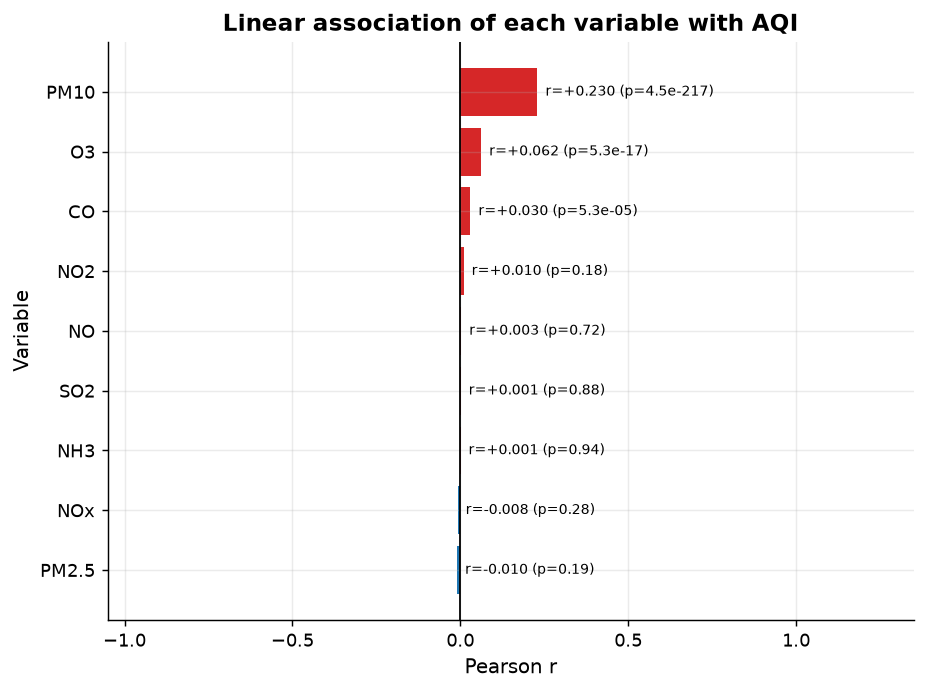 Linear association of each variable with AQI
PM10 r=+0.230 (p=4.5e-217)
O3 r=+0.062 (p=5.3e-17)
CO r=+0.030 (p=5.3e-05)
NO2 r=+0.010 (p=0.18)
NO r=+0.003 (p=0.72)
SO2 r=+0.001 (p=0.88)
NH3 r=+0.001 (p=0.94)
NOx r=-0.008 (p=0.28)
PM2.5 r=-0.010 (p=0.19)
Variable
−1.0 −0.5 0.0 0.5 1.0
Pearson r